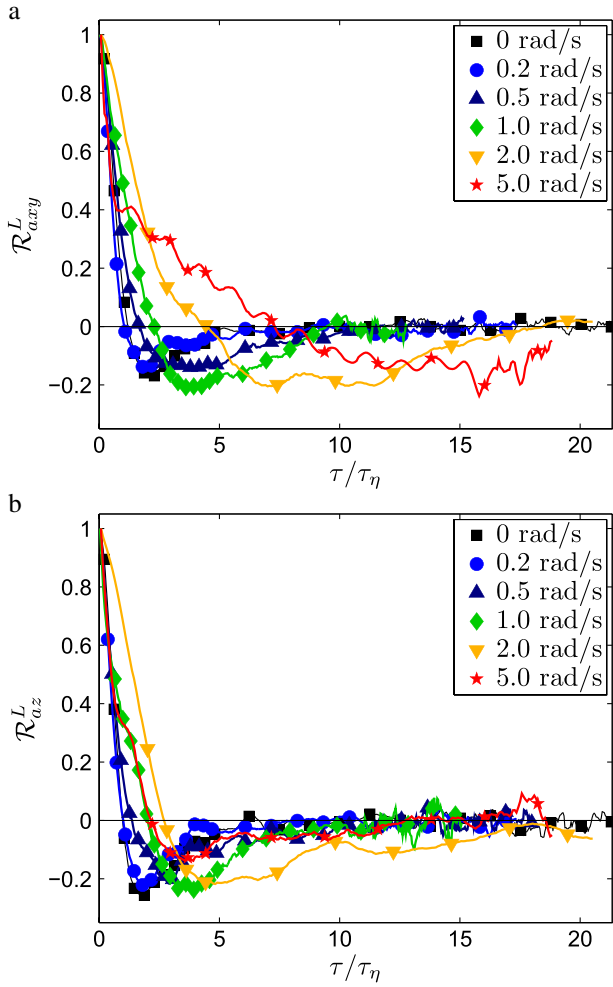 a
1
0.8
0.6
0.4
0.2
0
−0.2
0 5 10 15 20
τ/τ_η
ℛ^L_{axy}
0 rad/s
0.2 rad/s
0.5 rad/s
1.0 rad/s
2.0 rad/s
5.0 rad/s
b
1
0.8
0.6
0.4
0.2
0
−0.2
0 5 10 15 20
τ/τ_η
ℛ^L_{az}
0 rad/s
0.2 rad/s
0.5 rad/s
1.0 rad/s
2.0 rad/s
5.0 rad/s